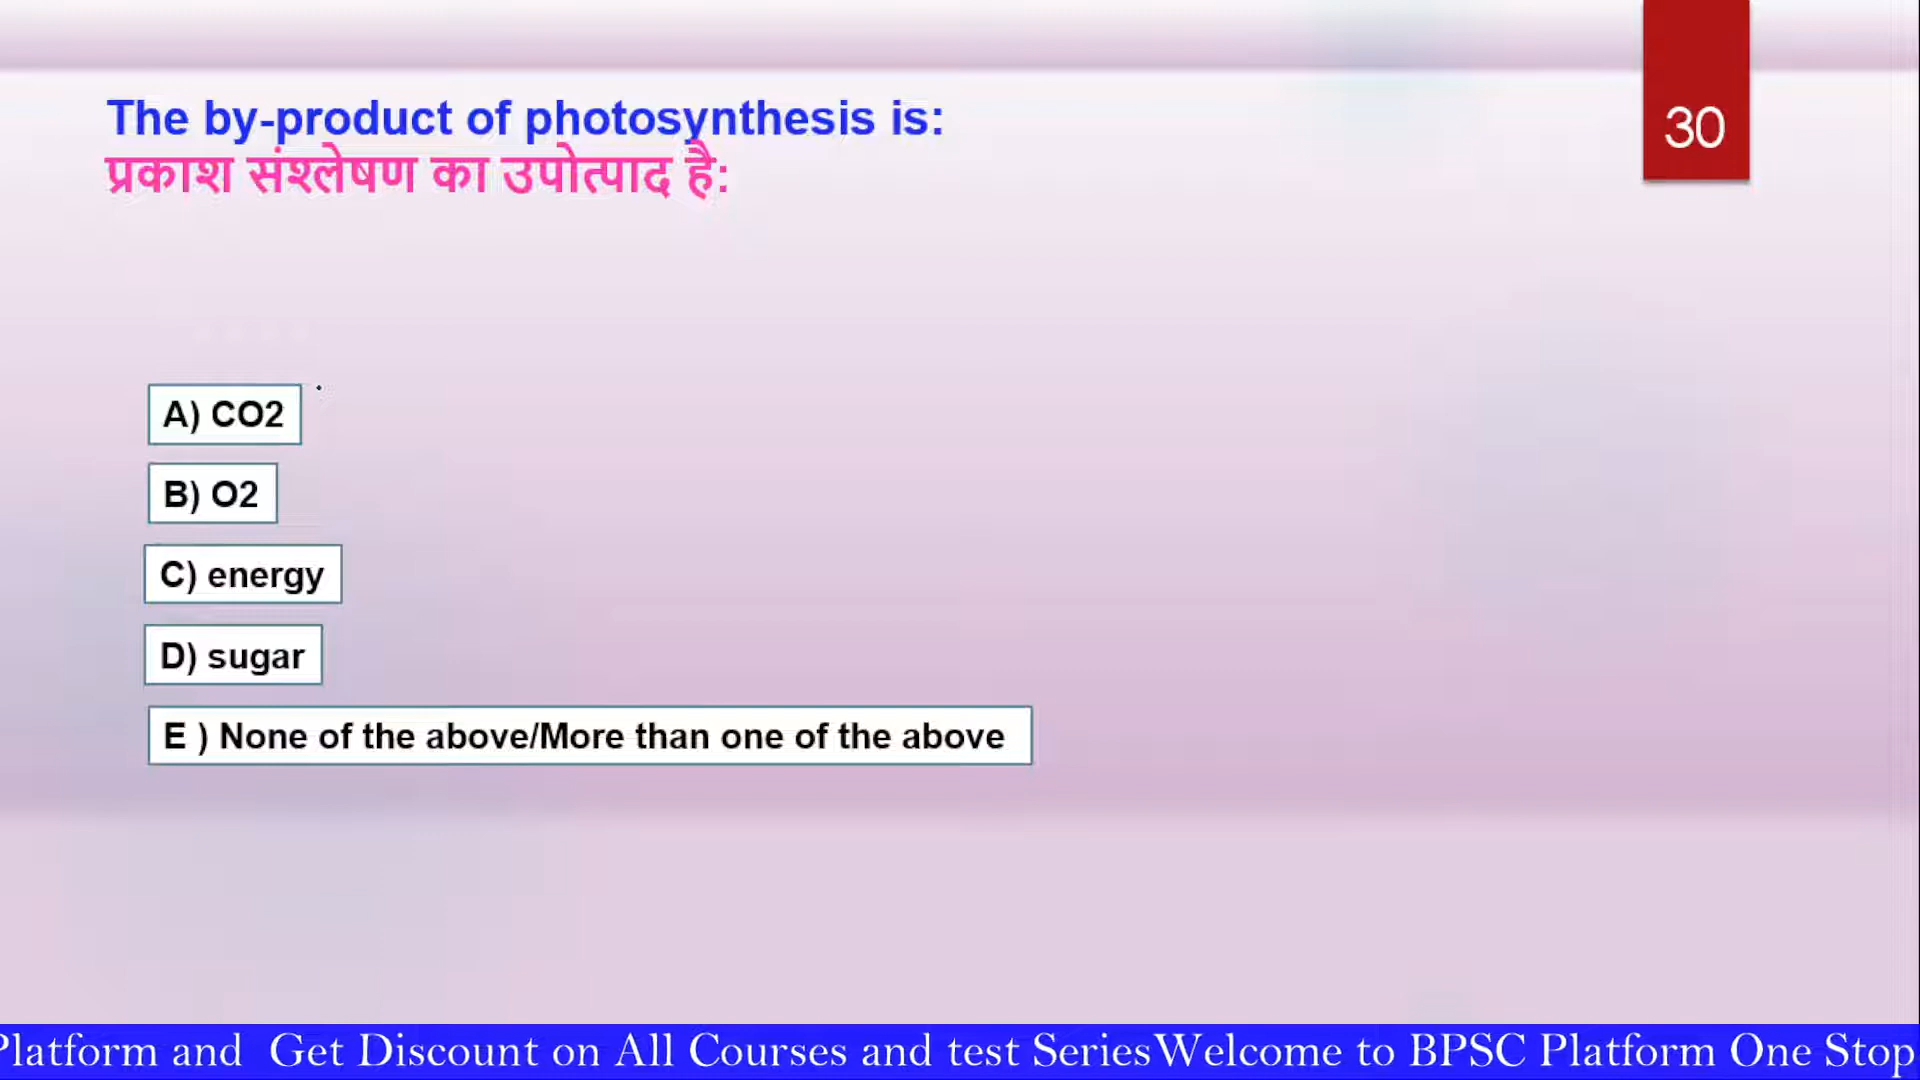 30
The by-product of photosynthesis is:
प्रकाश संश्लेषण का उपोत्पाद है:
A) CO2
B) O2
C) energy
D) sugar
E ) None of the above/More than one of the above
Platform and Get Discount on All Courses and test SeriesWelcome to BPSC Platform One Stop